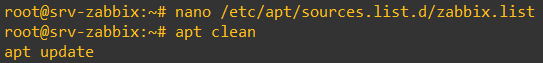 root@srv-zabbix:~# nano /etc/apt/sources.list.d/zabbix.list
root@srv-zabbix:~# apt clean
apt update